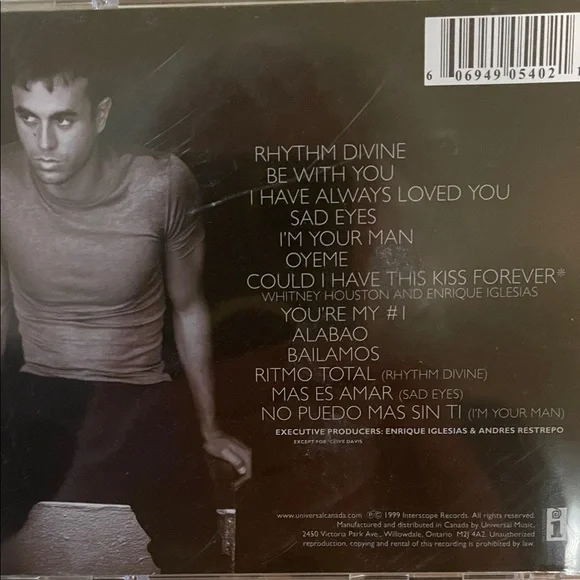 6 06949 05402 1
RHYTHM DIVINE
BE WITH YOU
I HAVE ALWAYS LOVED YOU
SAD EYES
I'M YOUR MAN
OYEME
COULD I HAVE THIS KISS FOREVER*
WHITNEY HOUSTON AND ENRIQUE IGLESIAS
YOU'RE MY #1
ALABAO
BAILAMOS
RITMO TOTAL (RHYTHM DIVINE)
MAS ES AMAR (SAD EYES)
NO PUEDO MAS SIN TI (I'M YOUR MAN)
EXECUTIVE PRODUCERS: ENRIQUE IGLESIAS & ANDRES RESTREPO
EXCEPT FOR *CLIVE DAVIS
www.universalcanada.com ℗© 1999 Interscope Records. All rights reserved.
Manufactured and distributed in Canada by Universal Music,
2450 Victoria Park Ave., Willowdale, Ontario M2J 4A2. Unauthorized
reproduction, copying and rental of this recording is prohibited by law.
i